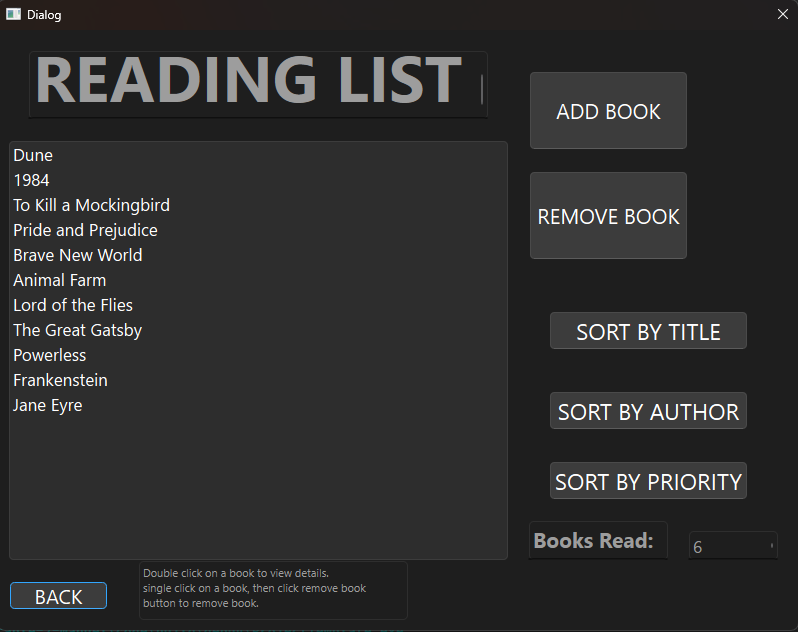 Dialog
READING LIST
ADD BOOK
REMOVE BOOK
Dune
1984
To Kill a Mockingbird
Pride and Prejudice
Brave New World
Animal Farm
Lord of the Flies
The Great Gatsby
Powerless
Frankenstein
Jane Eyre
SORT BY TITLE
SORT BY AUTHOR
SORT BY PRIORITY
Books Read:
6
BACK
Double click on a book to view details.
single click on a book, then click remove book
button to remove book.